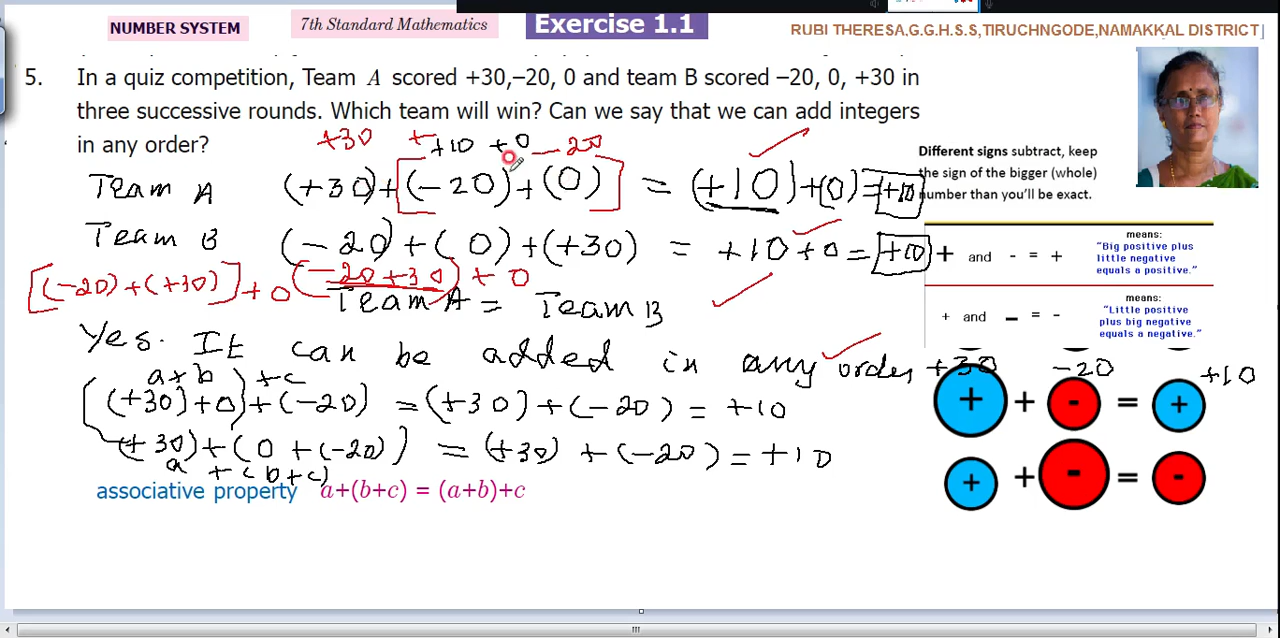 NUMBER SYSTEM
7th Standard Mathematics
Exercise 1.1
RUBI THERESA,G.G.H.S.S,TIRUCHNGODE,NAMAKKAL DISTRICT
5. In a quiz competition, Team A scored +30,–20, 0 and team B scored –20, 0, +30 in
three successive rounds. Which team will win? Can we say that we can add integers
in any order?
+30 + +10 +0 –20
Team A (+30)+[(–20)+(0)] = (+10)+(0)=+10
Team B (–20)+(0)+(+30) = +10+0=+10
[(-20)+(+30)]+0 (–20+30)+0
Team A = Team B
Yes. It can be added in any order
a+b)+c
((+30)+0)+(-20) =(+30)+(-20)=+10
(+30)+(0+(-20)) =(+30)+(-20)=+10
a+(b+c)
associative property a+(b+c) = (a+b)+c
Different signs subtract, keep
the sign of the bigger (whole)
number than you'll be exact.
+ and - = +
means:
"Big positive plus
little negative
equals a positive."
+ and – = -
means:
"Little positive
plus big negative
equals a negative."
+30 -20 +10
+ + - = +
+ + - = -